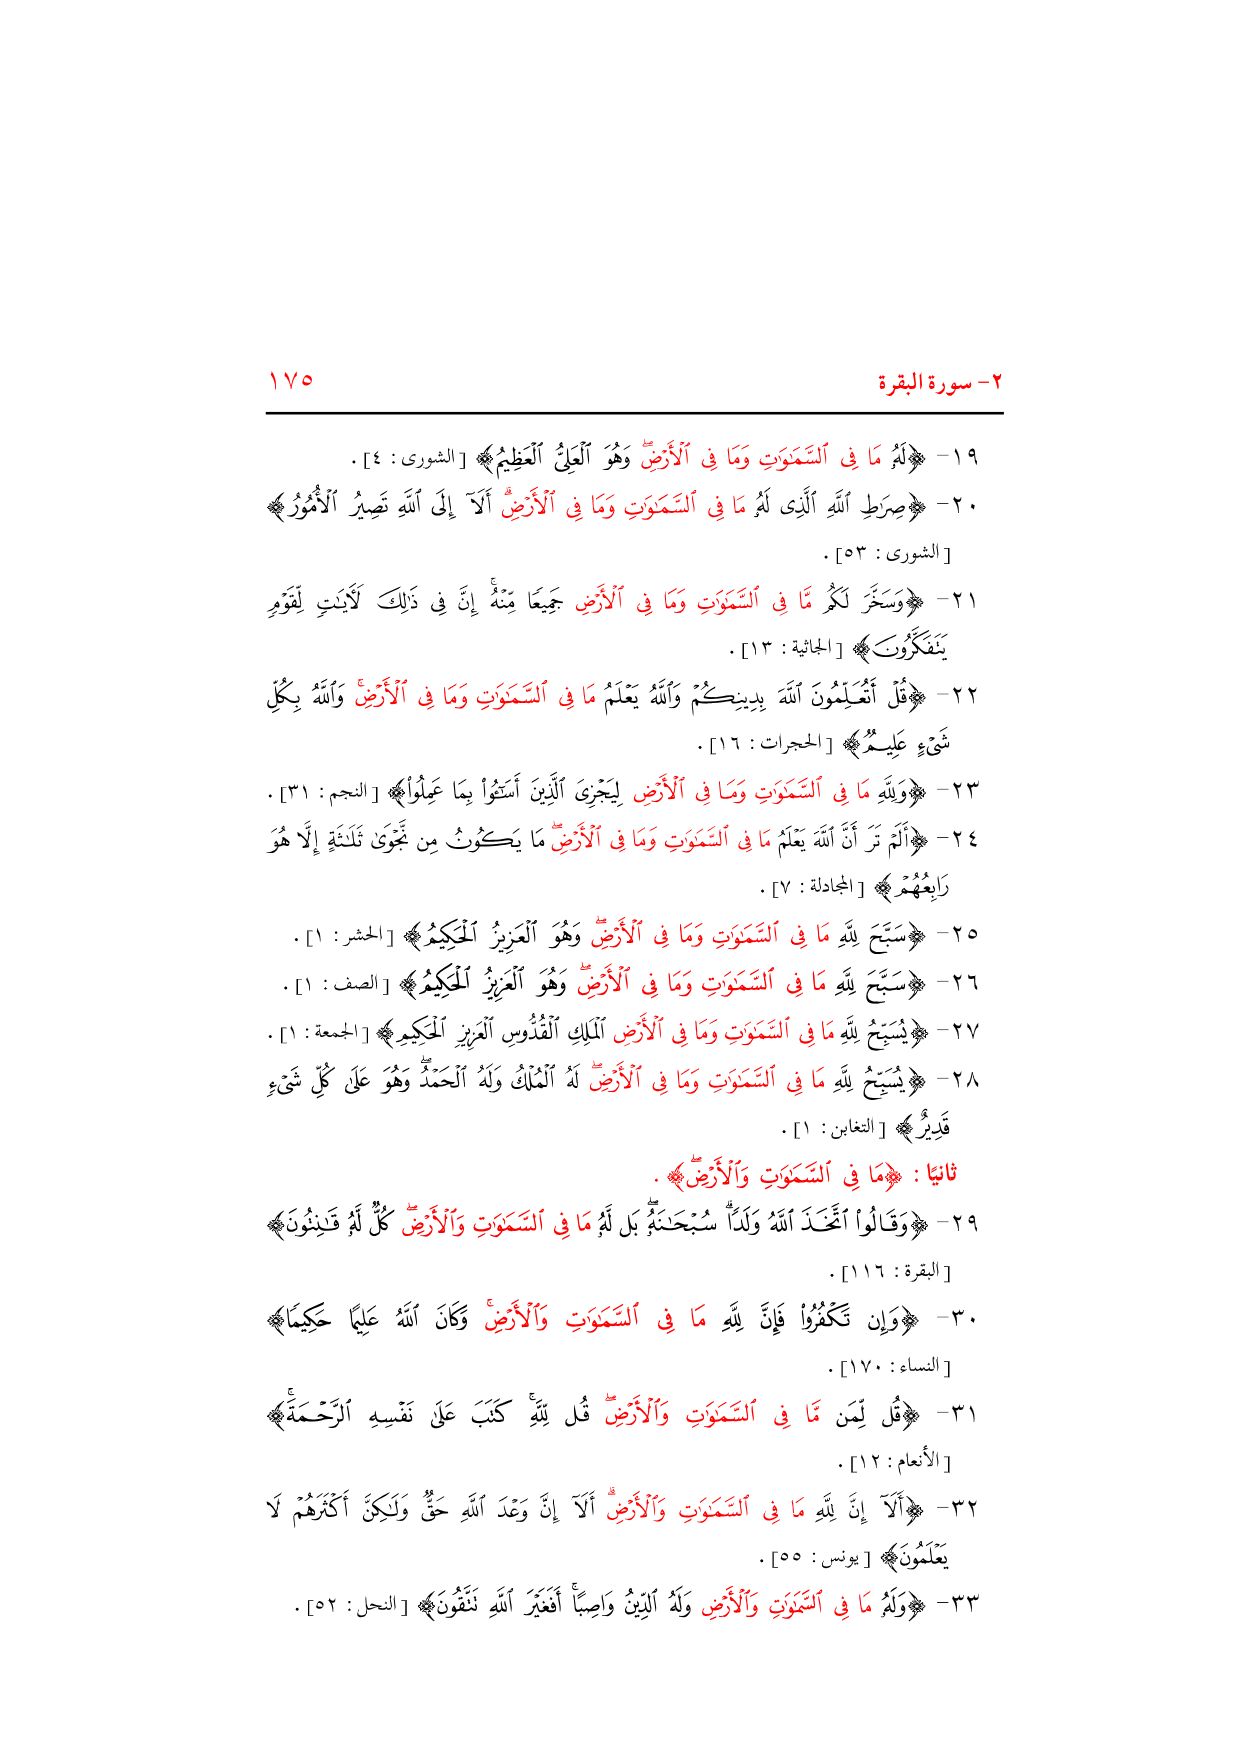 ٢- سورة البقرة ١٧٥
١٩- ﴿لَهُۥ مَا فِى ٱلسَّمَـٰوَٰتِ وَمَا فِى ٱلْأَرْضِۖ وَهُوَ ٱلْعَلِىُّ ٱلْعَظِيمُ﴾ [الشورى: ٤].
٢٠- ﴿صِرَٰطِ ٱللَّهِ ٱلَّذِى لَهُۥ مَا فِى ٱلسَّمَـٰوَٰتِ وَمَا فِى ٱلْأَرْضِۗ أَلَآ إِلَى ٱللَّهِ تَصِيرُ ٱلْأُمُورُ﴾
[الشورى: ٥٣].
٢١- ﴿وَسَخَّرَ لَكُم مَّا فِى ٱلسَّمَـٰوَٰتِ وَمَا فِى ٱلْأَرْضِ جَمِيعًا مِّنْهُۚ إِنَّ فِى ذَٰلِكَ لَـَٔايَـٰتٍ لِّقَوْمٍ
يَتَفَكَّرُونَ﴾ [الجاثية: ١٣].
٢٢- ﴿قُلْ أَتُعَلِّمُونَ ٱللَّهَ بِدِينِكُمْ وَٱللَّهُ يَعْلَمُ مَا فِى ٱلسَّمَـٰوَٰتِ وَمَا فِى ٱلْأَرْضِۚ وَٱللَّهُ بِكُلِّ
شَىْءٍ عَلِيمٌ﴾ [الحجرات: ١٦].
٢٣- ﴿وَلِلَّهِ مَا فِى ٱلسَّمَـٰوَٰتِ وَمَا فِى ٱلْأَرْضِ لِيَجْزِىَ ٱلَّذِينَ أَسَـٰٓـُٔوا۟ بِمَا عَمِلُوا۟﴾ [النجم: ٣١].
٢٤- ﴿أَلَمْ تَرَ أَنَّ ٱللَّهَ يَعْلَمُ مَا فِى ٱلسَّمَـٰوَٰتِ وَمَا فِى ٱلْأَرْضِۖ مَا يَكُونُ مِن نَّجْوَىٰ ثَلَـٰثَةٍ إِلَّا هُوَ
رَابِعُهُمْ﴾ [المجادلة: ٧].
٢٥- ﴿سَبَّحَ لِلَّهِ مَا فِى ٱلسَّمَـٰوَٰتِ وَمَا فِى ٱلْأَرْضِۖ وَهُوَ ٱلْعَزِيزُ ٱلْحَكِيمُ﴾ [الحشر: ١].
٢٦- ﴿سَبَّحَ لِلَّهِ مَا فِى ٱلسَّمَـٰوَٰتِ وَمَا فِى ٱلْأَرْضِۖ وَهُوَ ٱلْعَزِيزُ ٱلْحَكِيمُ﴾ [الصف: ١].
٢٧- ﴿يُسَبِّحُ لِلَّهِ مَا فِى ٱلسَّمَـٰوَٰتِ وَمَا فِى ٱلْأَرْضِ ٱلْمَلِكِ ٱلْقُدُّوسِ ٱلْعَزِيزِ ٱلْحَكِيمِ﴾ [الجمعة: ١].
٢٨- ﴿يُسَبِّحُ لِلَّهِ مَا فِى ٱلسَّمَـٰوَٰتِ وَمَا فِى ٱلْأَرْضِۖ لَهُ ٱلْمُلْكُ وَلَهُ ٱلْحَمْدُۖ وَهُوَ عَلَىٰ كُلِّ شَىْءٍ
قَدِيرٌ﴾ [التغابن: ١].
ثانيًا: ﴿مَا فِى ٱلسَّمَـٰوَٰتِ وَٱلْأَرْضِۖ﴾.
٢٩- ﴿وَقَالُوا۟ ٱتَّخَذَ ٱللَّهُ وَلَدًاۗ سُبْحَـٰنَهُۥۖ بَل لَّهُۥ مَا فِى ٱلسَّمَـٰوَٰتِ وَٱلْأَرْضِۖ كُلٌّ لَّهُۥ قَـٰنِتُونَ﴾
[البقرة: ١١٦].
٣٠- ﴿وَإِن تَكْفُرُوا۟ فَإِنَّ لِلَّهِ مَا فِى ٱلسَّمَـٰوَٰتِ وَٱلْأَرْضِۚ وَكَانَ ٱللَّهُ عَلِيمًا حَكِيمًا﴾
[النساء: ١٧٠].
٣١- ﴿قُل لِّمَن مَّا فِى ٱلسَّمَـٰوَٰتِ وَٱلْأَرْضِۖ قُل لِّلَّهِۚ كَتَبَ عَلَىٰ نَفْسِهِ ٱلرَّحْمَةَۚ﴾
[الأنعام: ١٢].
٣٢- ﴿أَلَآ إِنَّ لِلَّهِ مَا فِى ٱلسَّمَـٰوَٰتِ وَٱلْأَرْضِۗ أَلَآ إِنَّ وَعْدَ ٱللَّهِ حَقٌّ وَلَـٰكِنَّ أَكْثَرَهُمْ لَا
يَعْلَمُونَ﴾ [يونس: ٥٥].
٣٣- ﴿وَلَهُۥ مَا فِى ٱلسَّمَـٰوَٰتِ وَٱلْأَرْضِ وَلَهُ ٱلدِّينُ وَاصِبًاۚ أَفَغَيْرَ ٱللَّهِ تَتَّقُونَ﴾ [النحل: ٥٢].